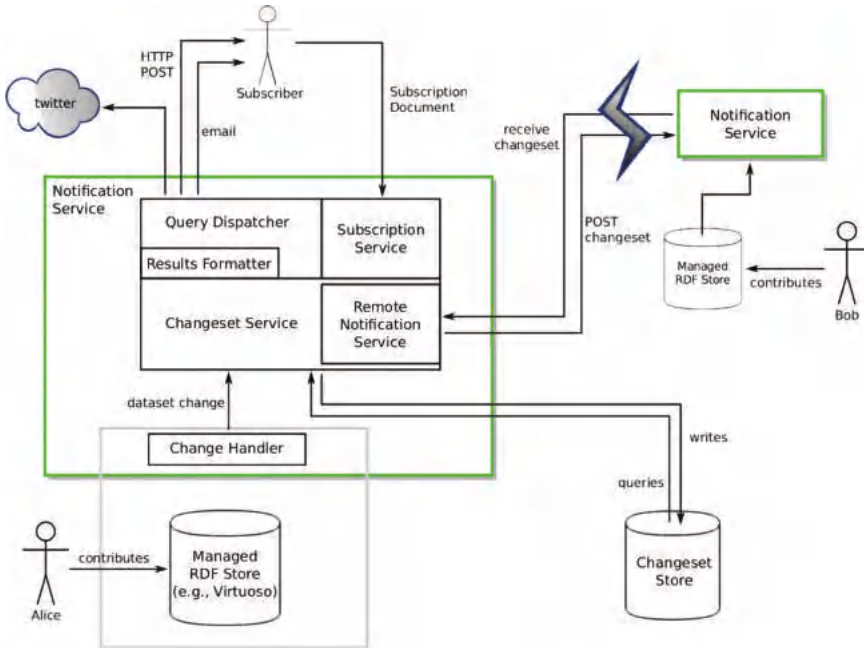 HTTP
POST
Subscriber
twitter
email
Subscription
Document
receive
changeset
Notification
Service
Notification
Service
Query Dispatcher
Subscription
Service
Results Formatter
POST
changeset
Managed
RDF Store
contributes
Bob
Changeset Service
Remote
Notification
Service
dataset change
Change Handler
writes
queries
Alice
contributes
Managed
RDF Store
(e.g., Virtuoso)
Changeset
Store